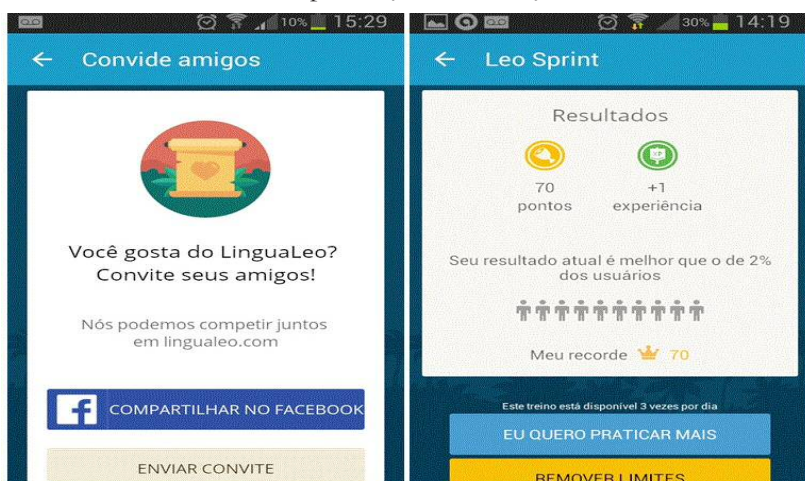 10% 15:29
Convide amigos
Você gosta do LinguaLeo?
Convite seus amigos!
Nós podemos competir juntos
em lingualeo.com
f COMPARTILHAR NO FACEBOOK
ENVIAR CONVITE
30% 14:19
Leo Sprint
Resultados
70 +1
pontos experiência
Seu resultado atual é melhor que o de 2%
dos usuários
Meu recorde 70
Este treino está disponível 3 vezes por dia
EU QUERO PRATICAR MAIS
REMOVER LIMITES